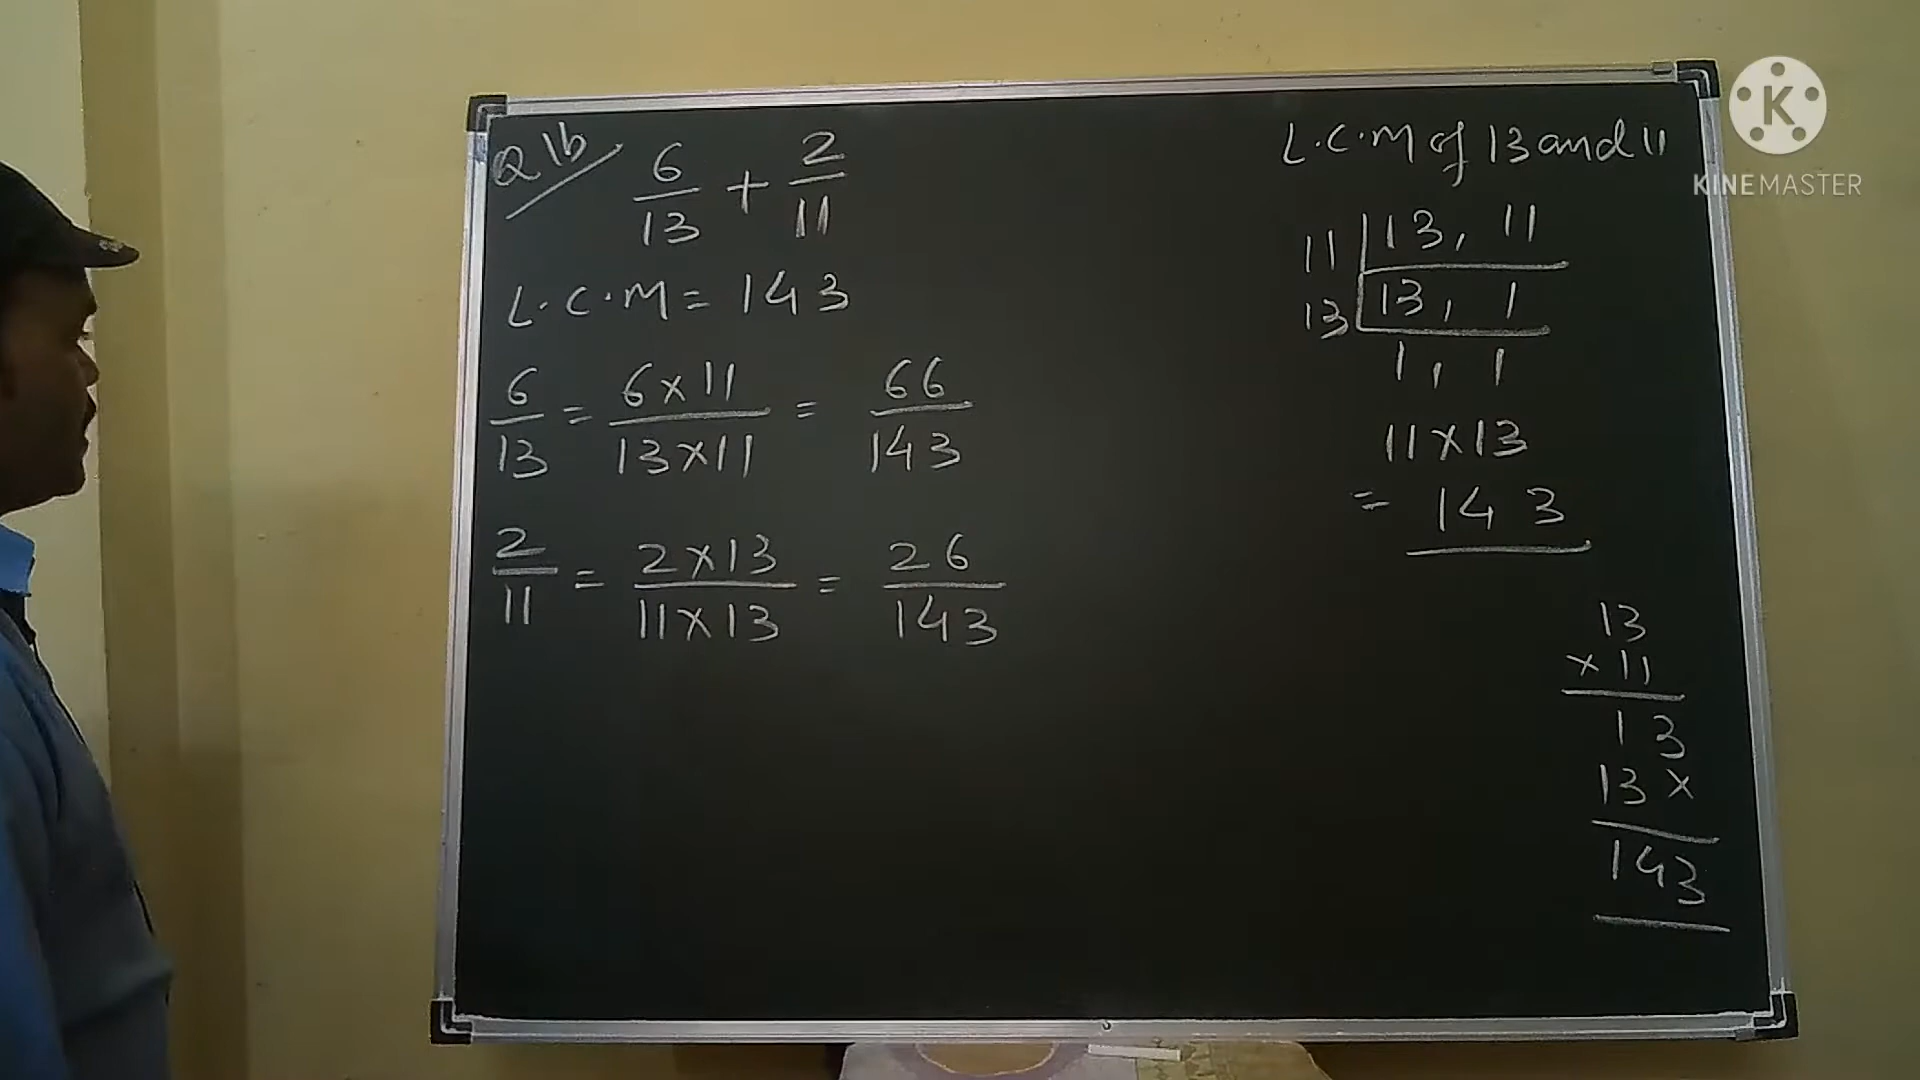 Q 1b 6/13 + 2/11
L.C.M = 143
6/13 = 6×11/13×11 = 66/143
2/11 = 2×13/11×13 = 26/143
L.C.M of 13 and 11
11 | 13, 11
13 | 13, 1
1, 1
11×13
= 143
13
× 11
13
13 ×
143
K
KINEMASTER